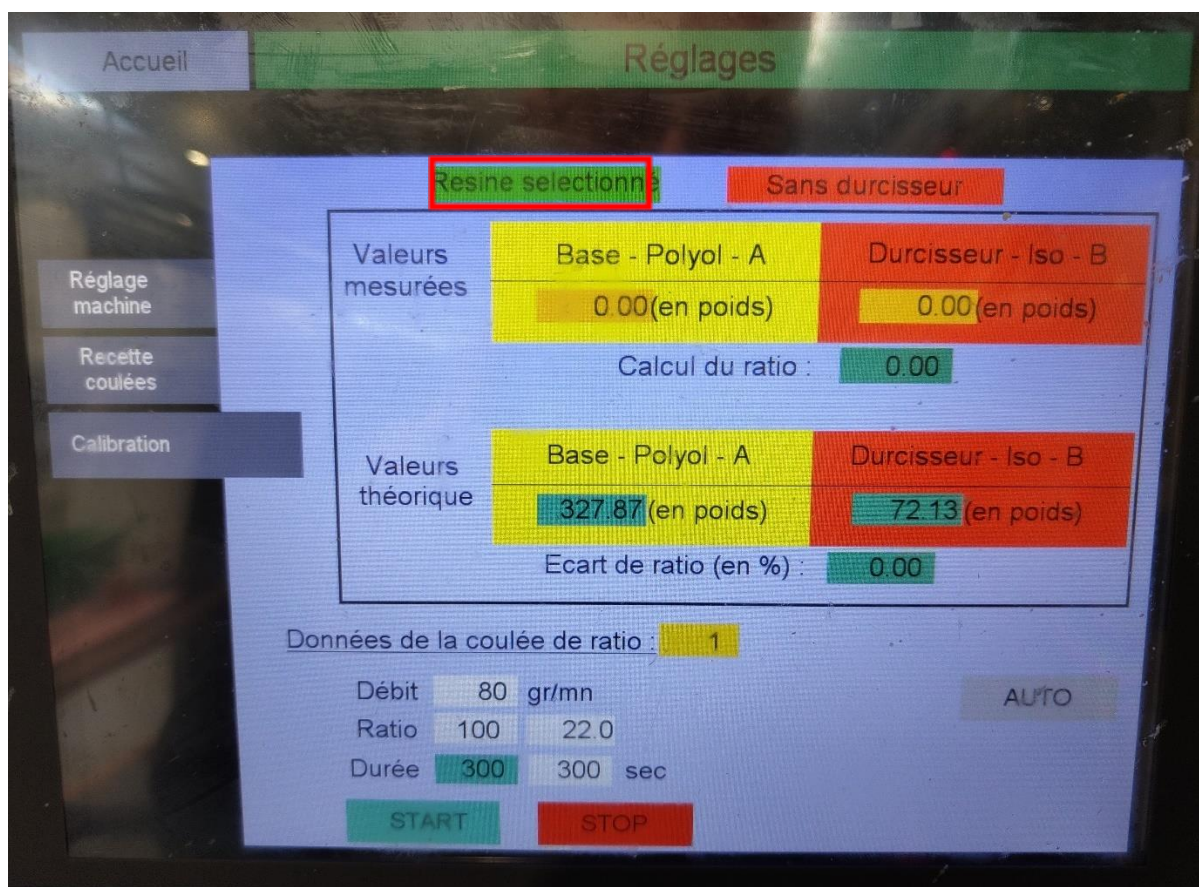 Accueil
Réglages
Resine selectionne
Sans durcisseur
Réglage
machine
Recette
coulées
Calibration
Valeurs
mesurées
Base - Polyol - A
Durcisseur - Iso - B
0.00 (en poids)
0.00 (en poids)
Calcul du ratio : 0.00
Valeurs
théorique
Base - Polyol - A
Durcisseur - Iso - B
327.87 (en poids)
72.13 (en poids)
Ecart de ratio (en %) : 0.00
Données de la coulée de ratio : 1
Débit 80 gr/mn
Ratio 100 22.0
Durée 300 300 sec
AUTO
START
STOP